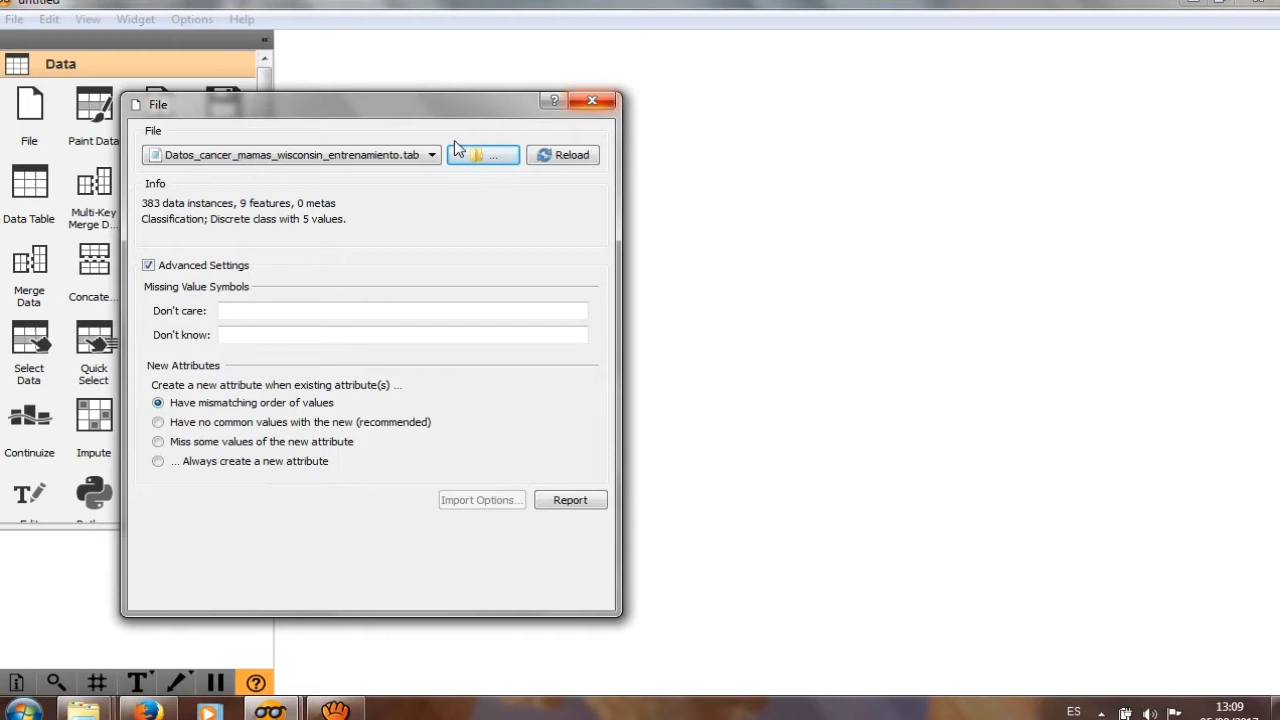 untitled
File Edit View Widget Options Help
«
Data
File
File Paint Data
File
Datos_cancer_mamas_wisconsin_entrenamiento.tab ... Reload
Info
383 data instances, 9 features, 0 metas
Classification; Discrete class with 5 values.
Data Table Multi-Key
Merge D...
Advanced Settings
Missing Value Symbols
Don't care:
Don't know:
Merge
Data Concate...
New Attributes
Create a new attribute when existing attribute(s) ...
Have mismatching order of values
Have no common values with the new (recommended)
Miss some values of the new attribute
... Always create a new attribute
Select
Data Quick
Select
Continuize Impute
Import Options... Report
ES 13:09